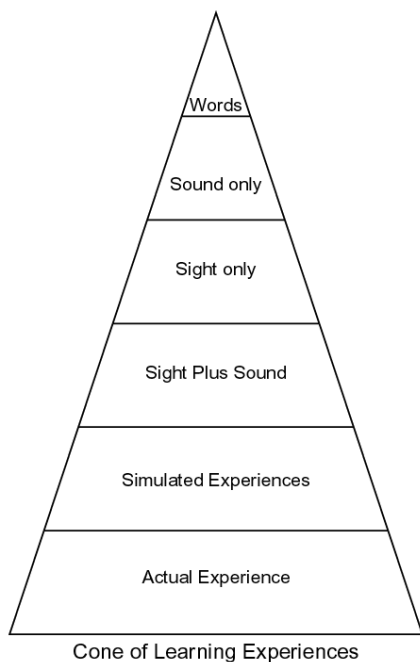 Words
Sound only
Sight only
Sight Plus Sound
Simulated Experiences
Actual Experience
Cone of Learning Experiences